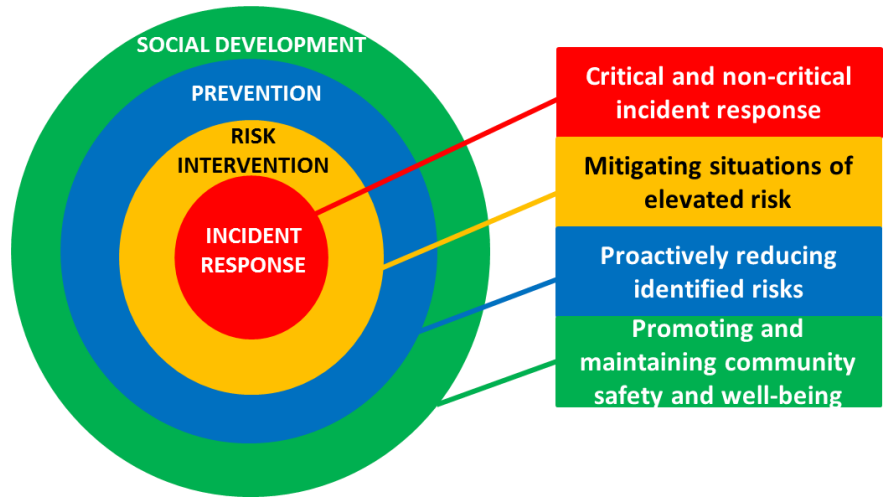 SOCIAL DEVELOPMENT
PREVENTION
RISK
INTERVENTION
INCIDENT
RESPONSE
Critical and non-critical
incident response
Mitigating situations of
elevated risk
Proactively reducing
identified risks
Promoting and
maintaining community
safety and well-being